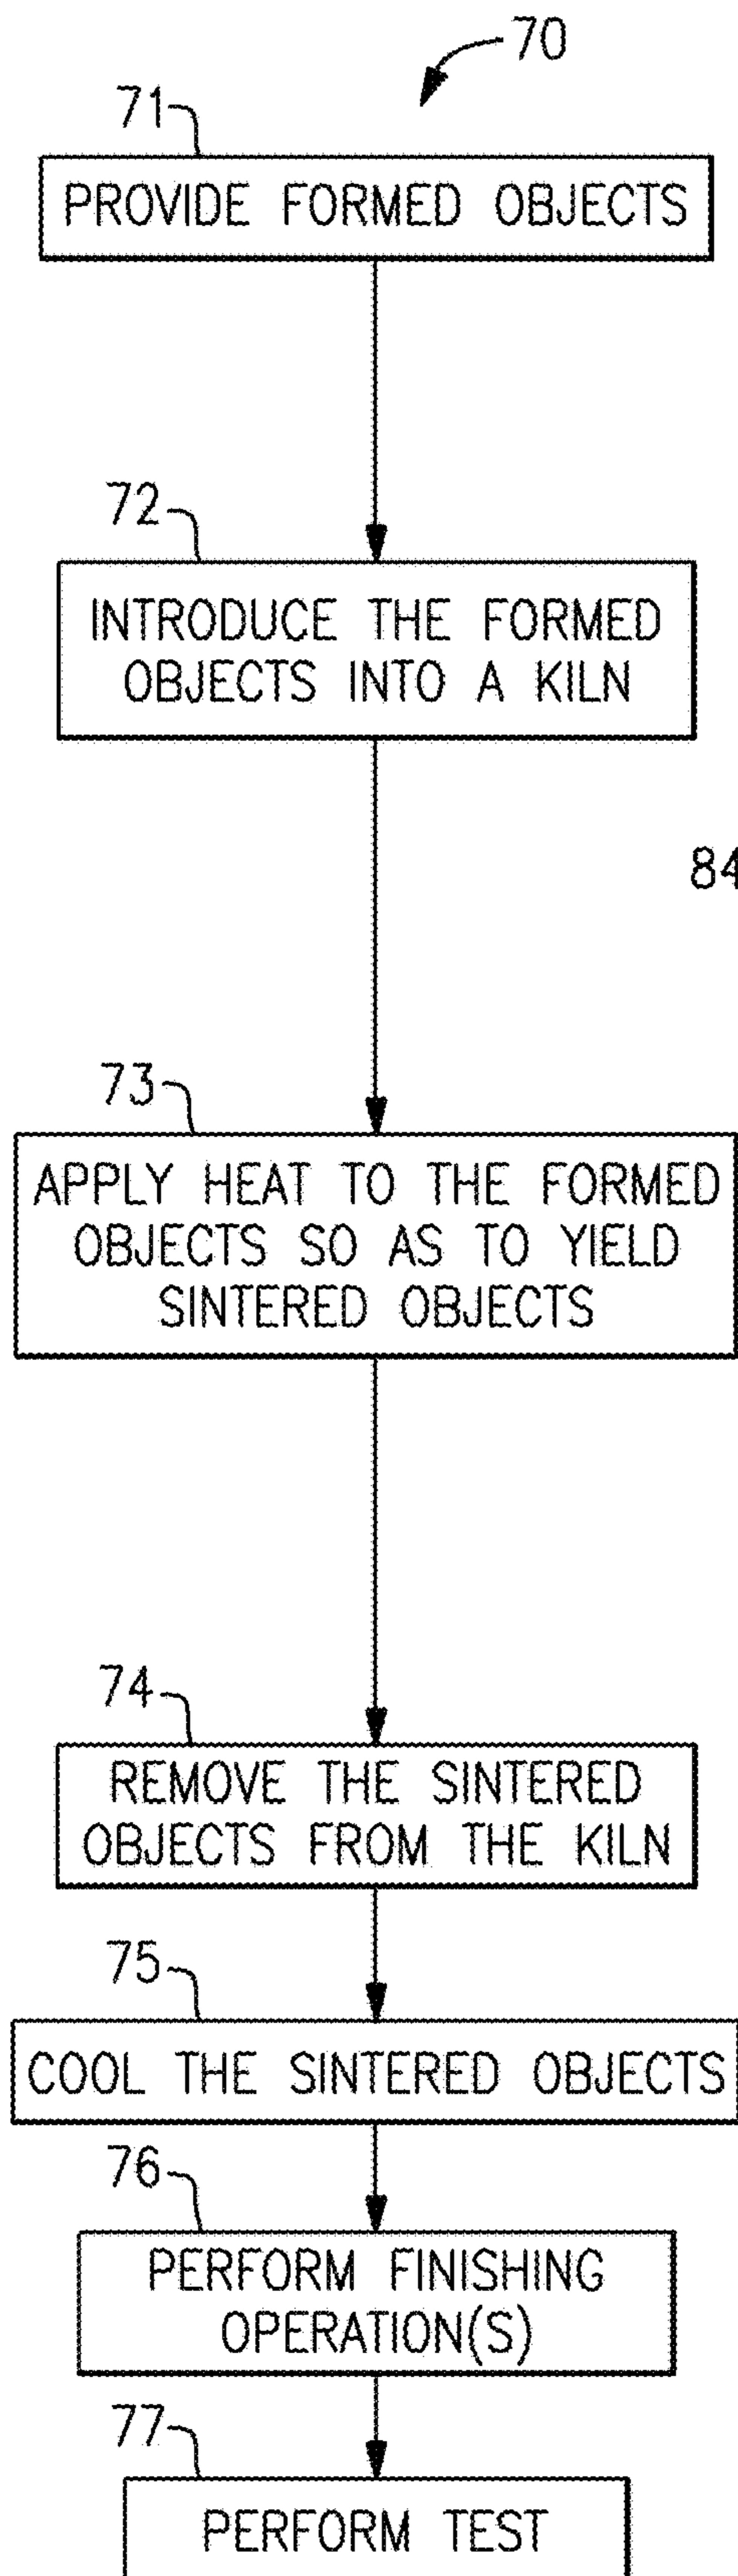 70
71
PROVIDE FORMED OBJECTS
72
INTRODUCE THE FORMED
OBJECTS INTO A KILN
84
73
APPLY HEAT TO THE FORMED
OBJECTS SO AS TO YIELD
SINTERED OBJECTS
74
REMOVE THE SINTERED
OBJECTS FROM THE KILN
75
COOL THE SINTERED OBJECTS
76
PERFORM FINISHING
OPERATION(S)
77
PERFORM TEST